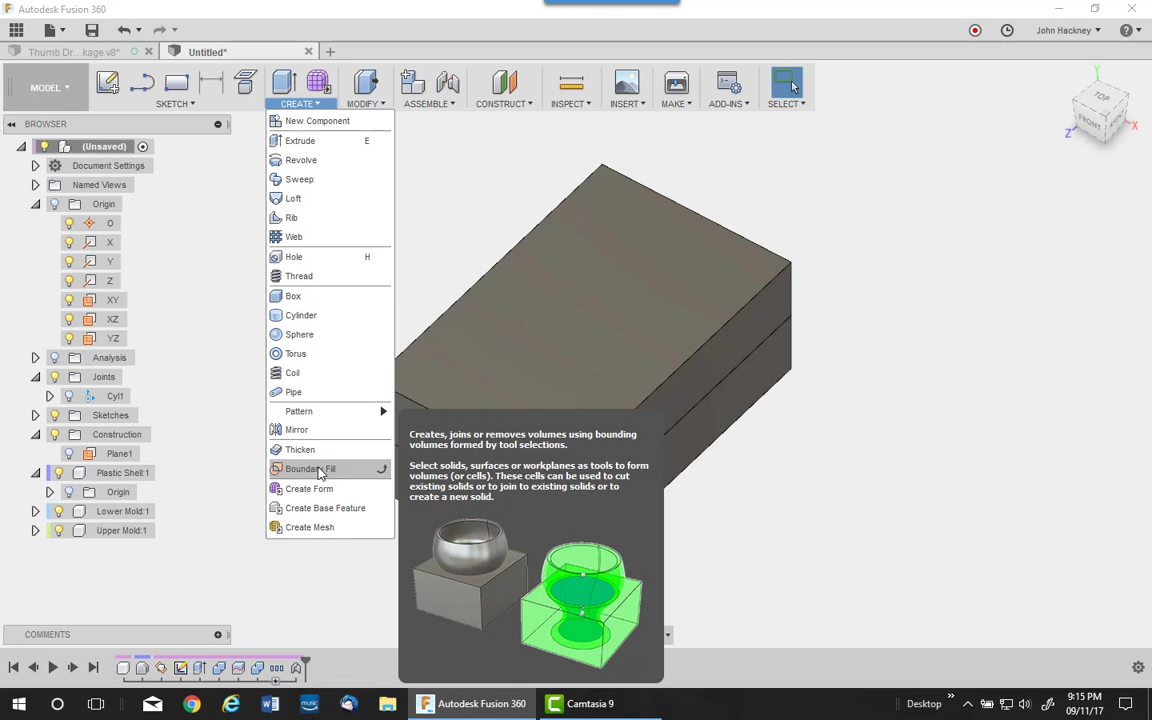 Autodesk Fusion 360
John Hackney
Thumb Dr...kage v8*
Untitled*
MODEL
SKETCH
CREATE
MODIFY
ASSEMBLE
CONSTRUCT
INSPECT
INSERT
MAKE
ADD-INS
SELECT
BROWSER
(Unsaved)
Document Settings
Named Views
Origin
O
X
Y
Z
XY
XZ
YZ
Analysis
Joints
Cyl1
Sketches
Construction
Plane1
Plastic Shell:1
Origin
Lower Mold:1
Upper Mold:1
New Component
Extrude E
Revolve
Sweep
Loft
Rib
Web
Hole H
Thread
Box
Cylinder
Sphere
Torus
Coil
Pipe
Pattern
Mirror
Thicken
Boundary Fill
Create Form
Create Base Feature
Create Mesh
Creates, joins or removes volumes using bounding
volumes formed by tool selections.
Select solids, surfaces or workplanes as tools to form
volumes (or cells). These cells can be used to cut
existing solids or to join to existing solids or to
create a new solid.
Y
TOP
FRONT
Z
X
COMMENTS
Autodesk Fusion 360
Camtasia 9
Desktop
9:15 PM
09/11/17